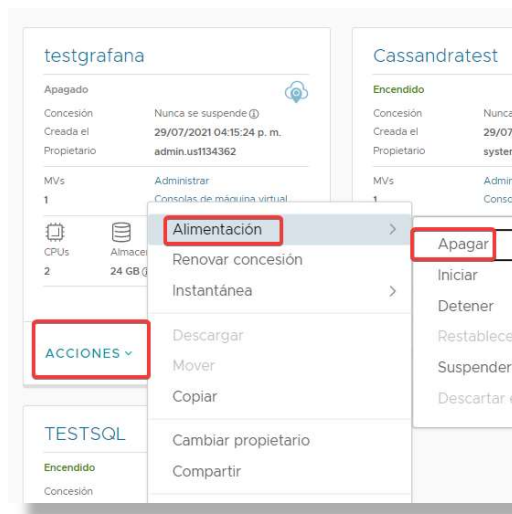 testgrafana
Apagado
Concesión Nunca se suspende
Creada el 29/07/2021 04:15:24 p. m.
Propietario admin.us1134362
MVs Administrar
1 Consolas de máquina virtual
CPUs
2 24 GB
ACCIONES
Cassandratest
Encendido
Concesión
Creada el 29/07
Propietario
MVs
1
Alimentación
Renovar concesión
Instantánea
Descargar
Mover
Copiar
Cambiar propietario
Compartir
Apagar
Iniciar
Detener
Suspender
TESTSQL
Encendido
Concesión